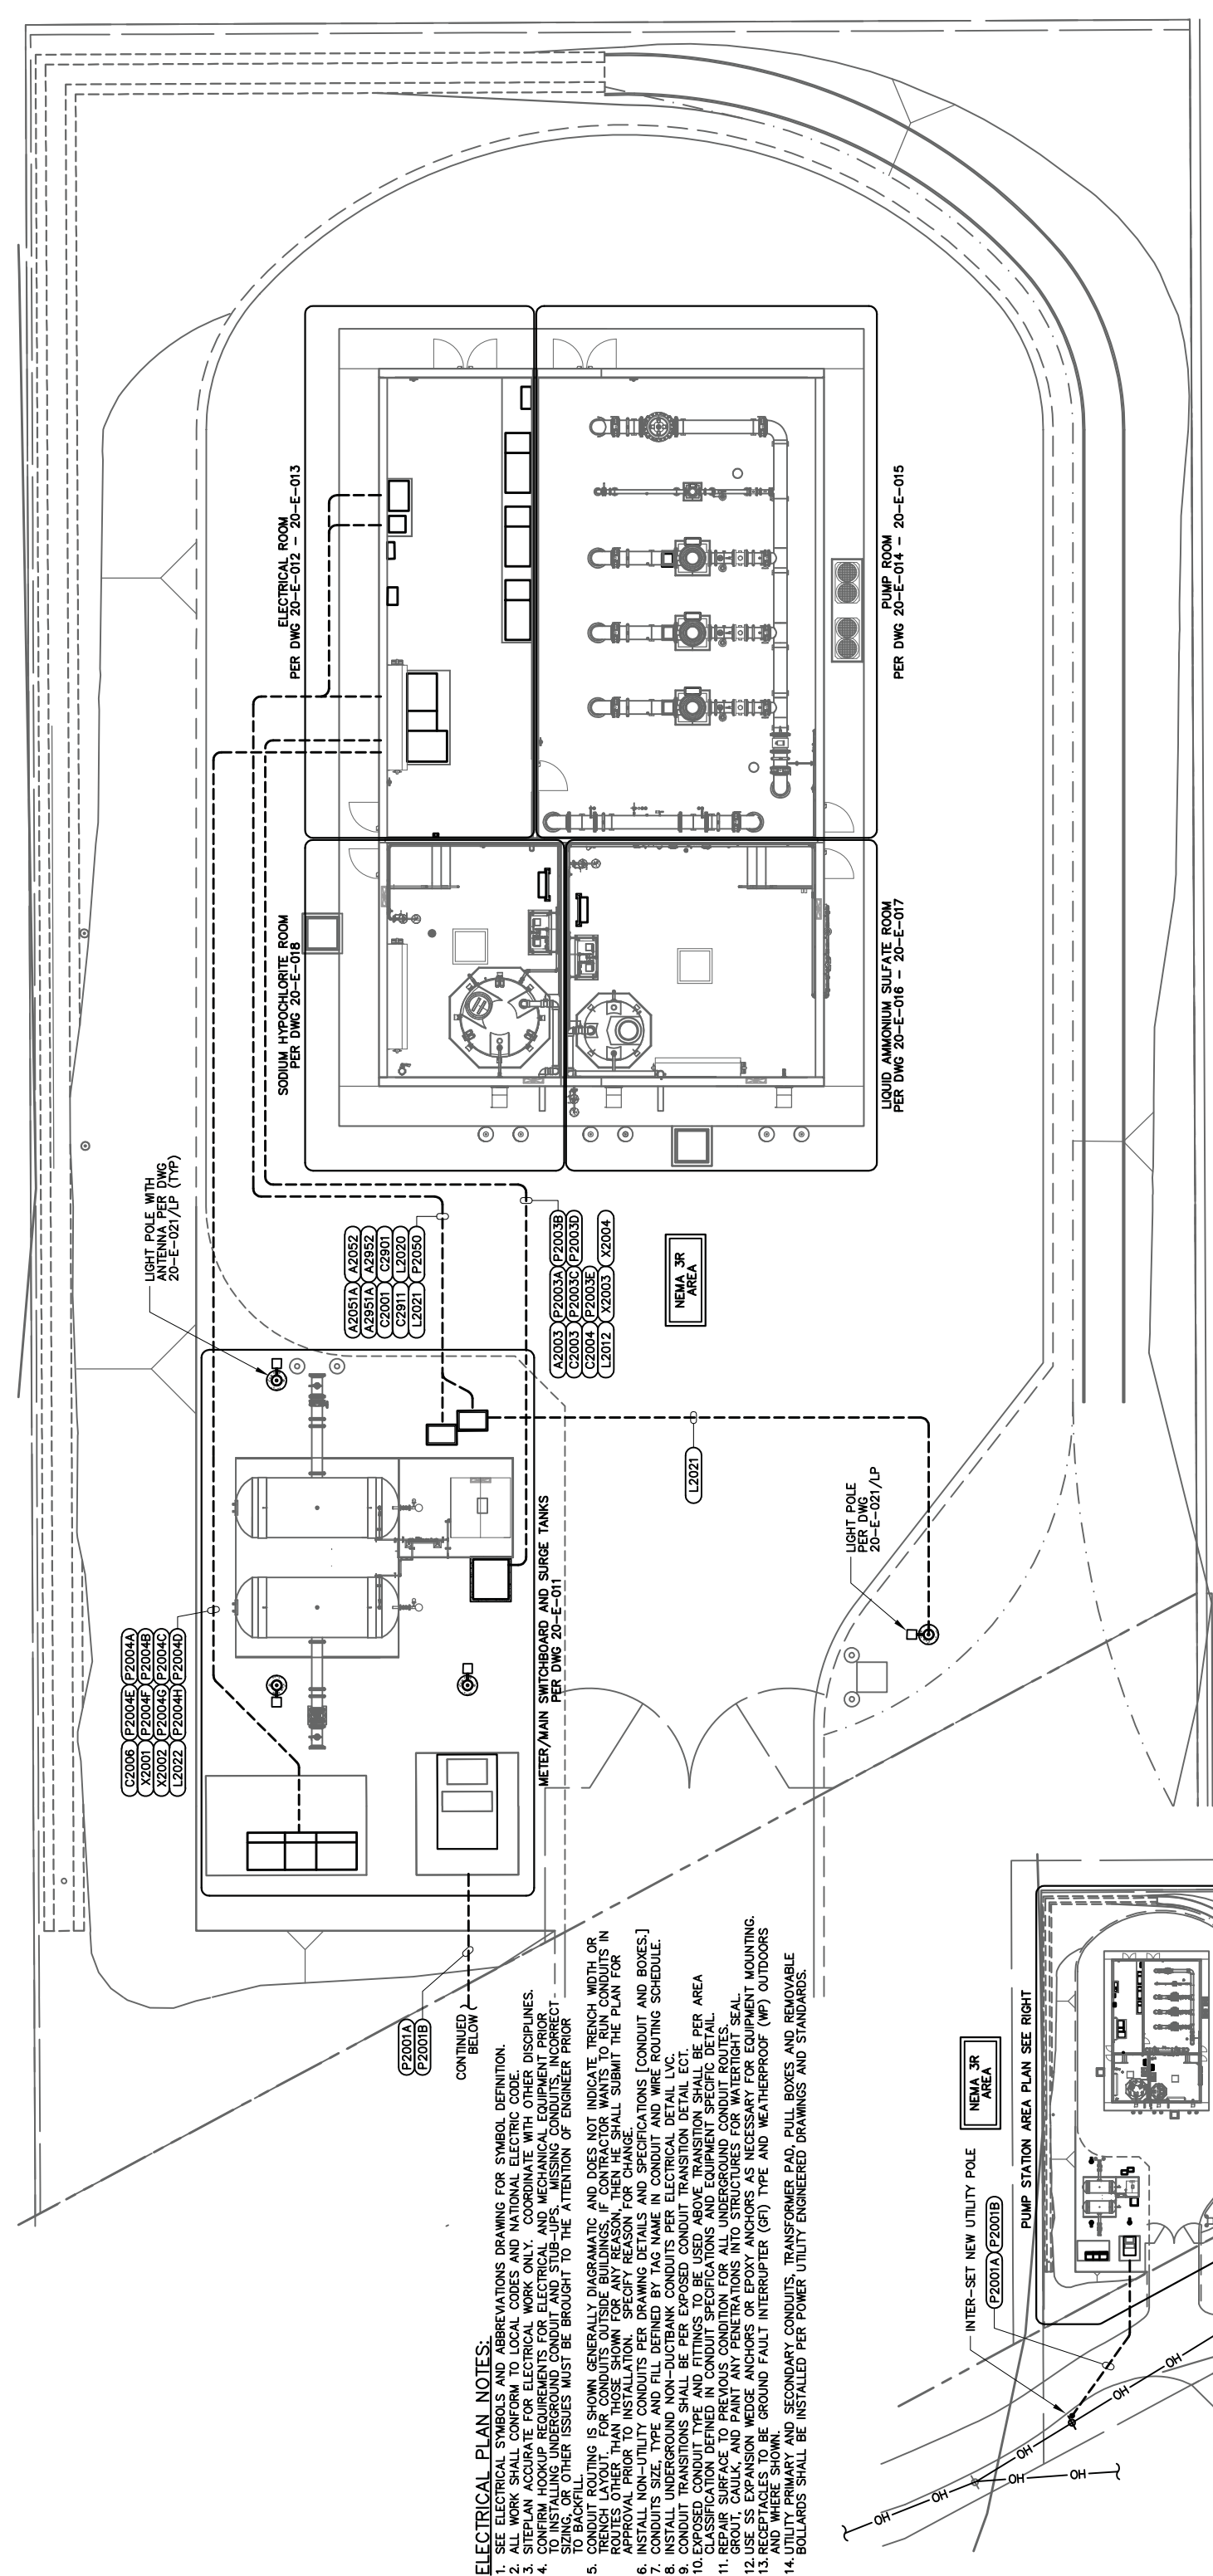 ELECTRICAL ROOM
PER DWG 20-E-012 - 20-E-013
PUMP ROOM
PER DWG 20-E-014 - 20-E-015
SODIUM HYPOCHLORITE ROOM
PER DWG 20-E-018
LIQUID AMMONIUM SULFATE ROOM
PER DWG 20-E-016 - 20-E-017
LIGHT POLE WITH
ANTENNA PER DWG
20-E-021/LP (TYP)
A2051A A2052
A2951A A2952
C2001 C2901
C2911 L2020
L2021 P2050
A2003 P2003A P2003B
C2003 P2003C P2003D
C2004 P2003E
L2012 X2003 X2004
NEMA 3R
AREA
L2021
LIGHT POLE
PER DWG
20-E-021/LP
METER/MAIN SWITCHBOARD AND SURGE TANKS
PER DWG 20-E-011
C2006 P2004E P2004A
X2001 P2004F P2004B
X2002 P2004G P2004C
L2022 P2004H P2004D
P2001A
P2001B
CONTINUED
BELOW
ELECTRICAL PLAN NOTES:
1. SEE ELECTRICAL SYMBOLS AND ABBREVIATIONS DRAWING FOR SYMBOL DEFINITION.
2. ALL WORK SHALL CONFORM TO LOCAL CODES AND NATIONAL ELECTRIC CODE.
3. SITEPLAN ACCURATE FOR ELECTRICAL WORK ONLY. COORDINATE WITH OTHER DISCIPLINES.
4. CONFIRM HOOKUP REQUIREMENTS FOR ELECTRICAL AND MECHANICAL EQUIPMENT PRIOR
TO INSTALLING UNDERGROUND CONDUIT AND STUB-UPS. MISSING CONDUITS, INCORRECT
SIZING, OR OTHER ISSUES MUST BE BROUGHT TO THE ATTENTION OF ENGINEER PRIOR
TO BACKFILL.
5. CONDUIT ROUTING IS SHOWN GENERALLY DIAGRAMATIC AND DOES NOT INDICATE TRENCH WIDTH OR
TRENCH LAYOUT. FOR CONDUITS OUTSIDE BUILDINGS, IF CONTRACTOR WANTS TO RUN CONDUITS IN
ROUTES OTHER THAN THOSE SHOWN FOR ANY REASON, THEN HE SHALL SUBMIT THE PLAN FOR
APPROVAL PRIOR TO INSTALLATION. SPECIFY REASON FOR CHANGE.
6. INSTALL NON-UTILITY CONDUITS PER DRAWING DETAILS AND SPECIFICATIONS [CONDUIT AND BOXES.]
7. CONDUITS SIZE, TYPE AND FILL DEFINED BY TAG NAME IN CONDUIT AND WIRE ROUTING SCHEDULE.
8. INSTALL UNDERGROUND NON-DUCTBANK CONDUITS PER ELECTRICAL DETAIL LVC.
9. CONDUIT TRANSITIONS SHALL BE PER EXPOSED CONDUIT TRANSITION DETAIL ECT.
10. EXPOSED CONDUIT TYPE AND FITTINGS TO BE USED ABOVE TRANSITION SHALL BE PER AREA
CLASSIFICATION DEFINED IN CONDUIT SPECIFICATIONS AND EQUIPMENT SPECIFIC DETAIL.
11. REPAIR SURFACE TO PREVIOUS CONDITION FOR ALL UNDERGROUND CONDUIT ROUTES.
GROUT, CAULK, AND PAINT ANY PENETRATIONS INTO STRUCTURES FOR WATERTIGHT SEAL.
12. USE SS EXPANSION WEDGE ANCHORS OR EPOXY ANCHORS AS NECESSARY FOR EQUIPMENT MOUNTING.
13. RECEPTACLES TO BE GROUND FAULT INTERRUPTER (GFI) TYPE AND WEATHERPROOF (WP) OUTDOORS
AND WHERE SHOWN.
14. UTILITY PRIMARY AND SECONDARY CONDUITS, TRANSFORMER PAD, PULL BOXES AND REMOVABLE
BOLLARDS SHALL BE INSTALLED PER POWER UTILITY ENGINEERED DRAWINGS AND STANDARDS.
NEMA 3R
AREA
INTER-SET NEW UTILITY POLE
P2001A P2001B
PUMP STATION AREA PLAN SEE RIGHT
OH
OH
OH
OH
OH
OH
OH